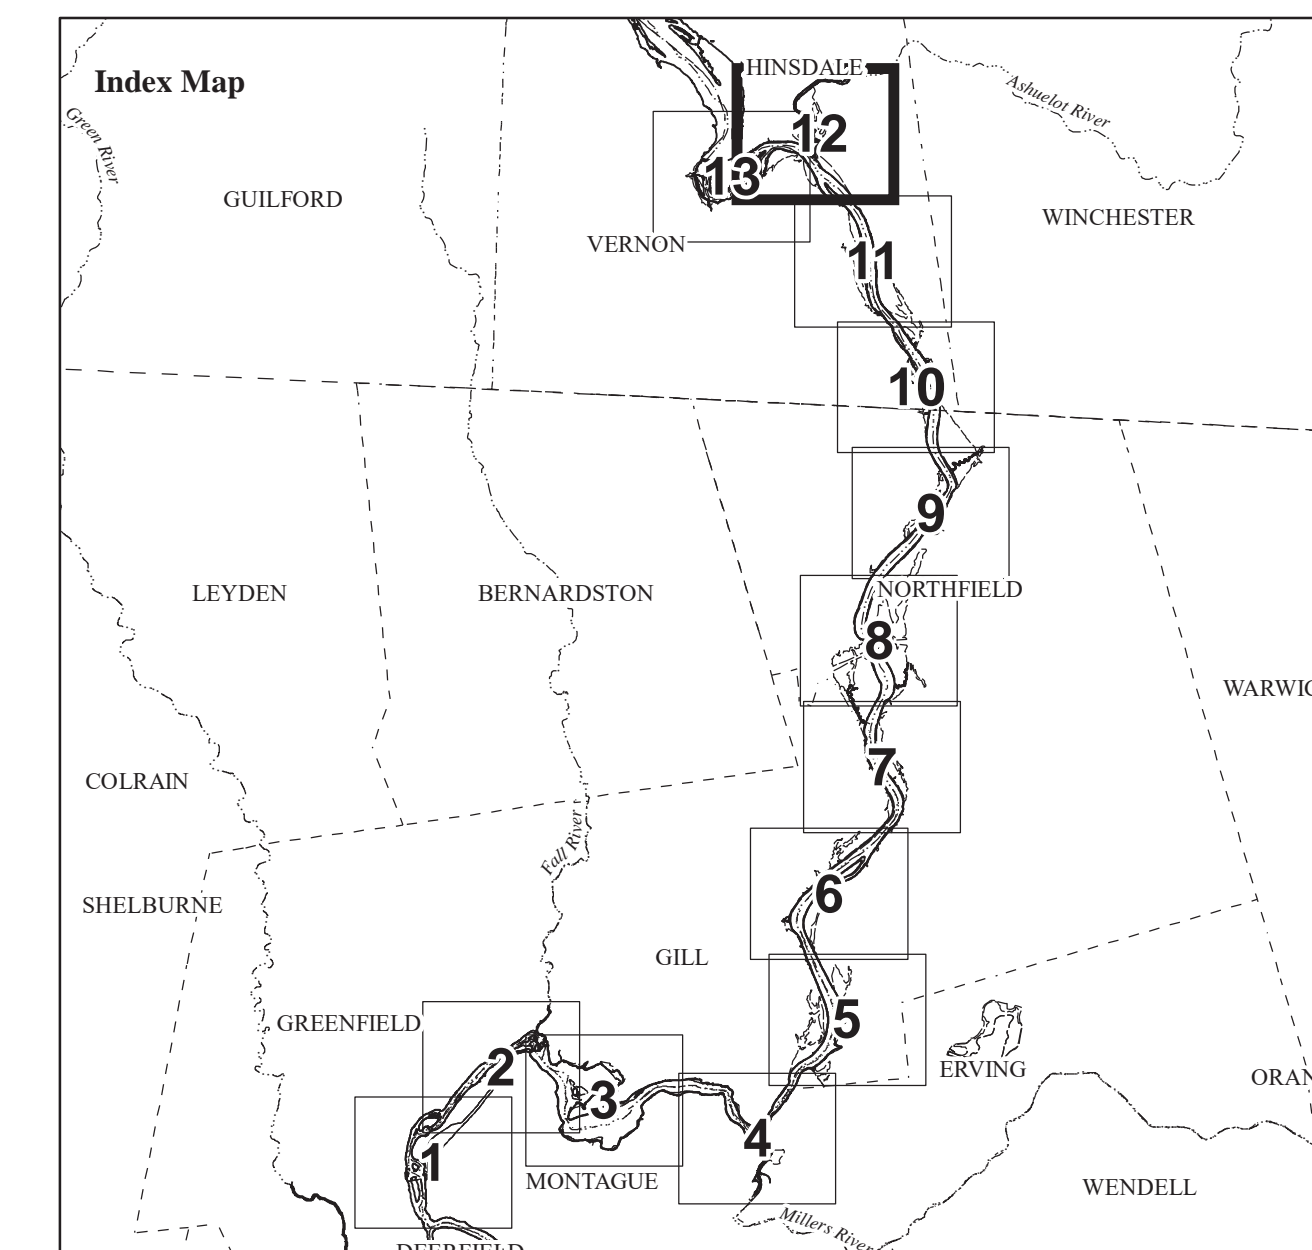 HINSDALE
Index Map
Ashuelot River
Green River
12
13
GUILFORD
WINCHESTER
VERNON
11
10
9
LEYDEN
BERNARDSTON
NORTHFIELD
8
WARWIC
7
COLRAIN
Fall River
6
SHELBURNE
GILL
5
GREENFIELD
2
ERVING
ORAN
3
4
1
MONTAGUE
WENDELL
Millers River
DEERFIELD